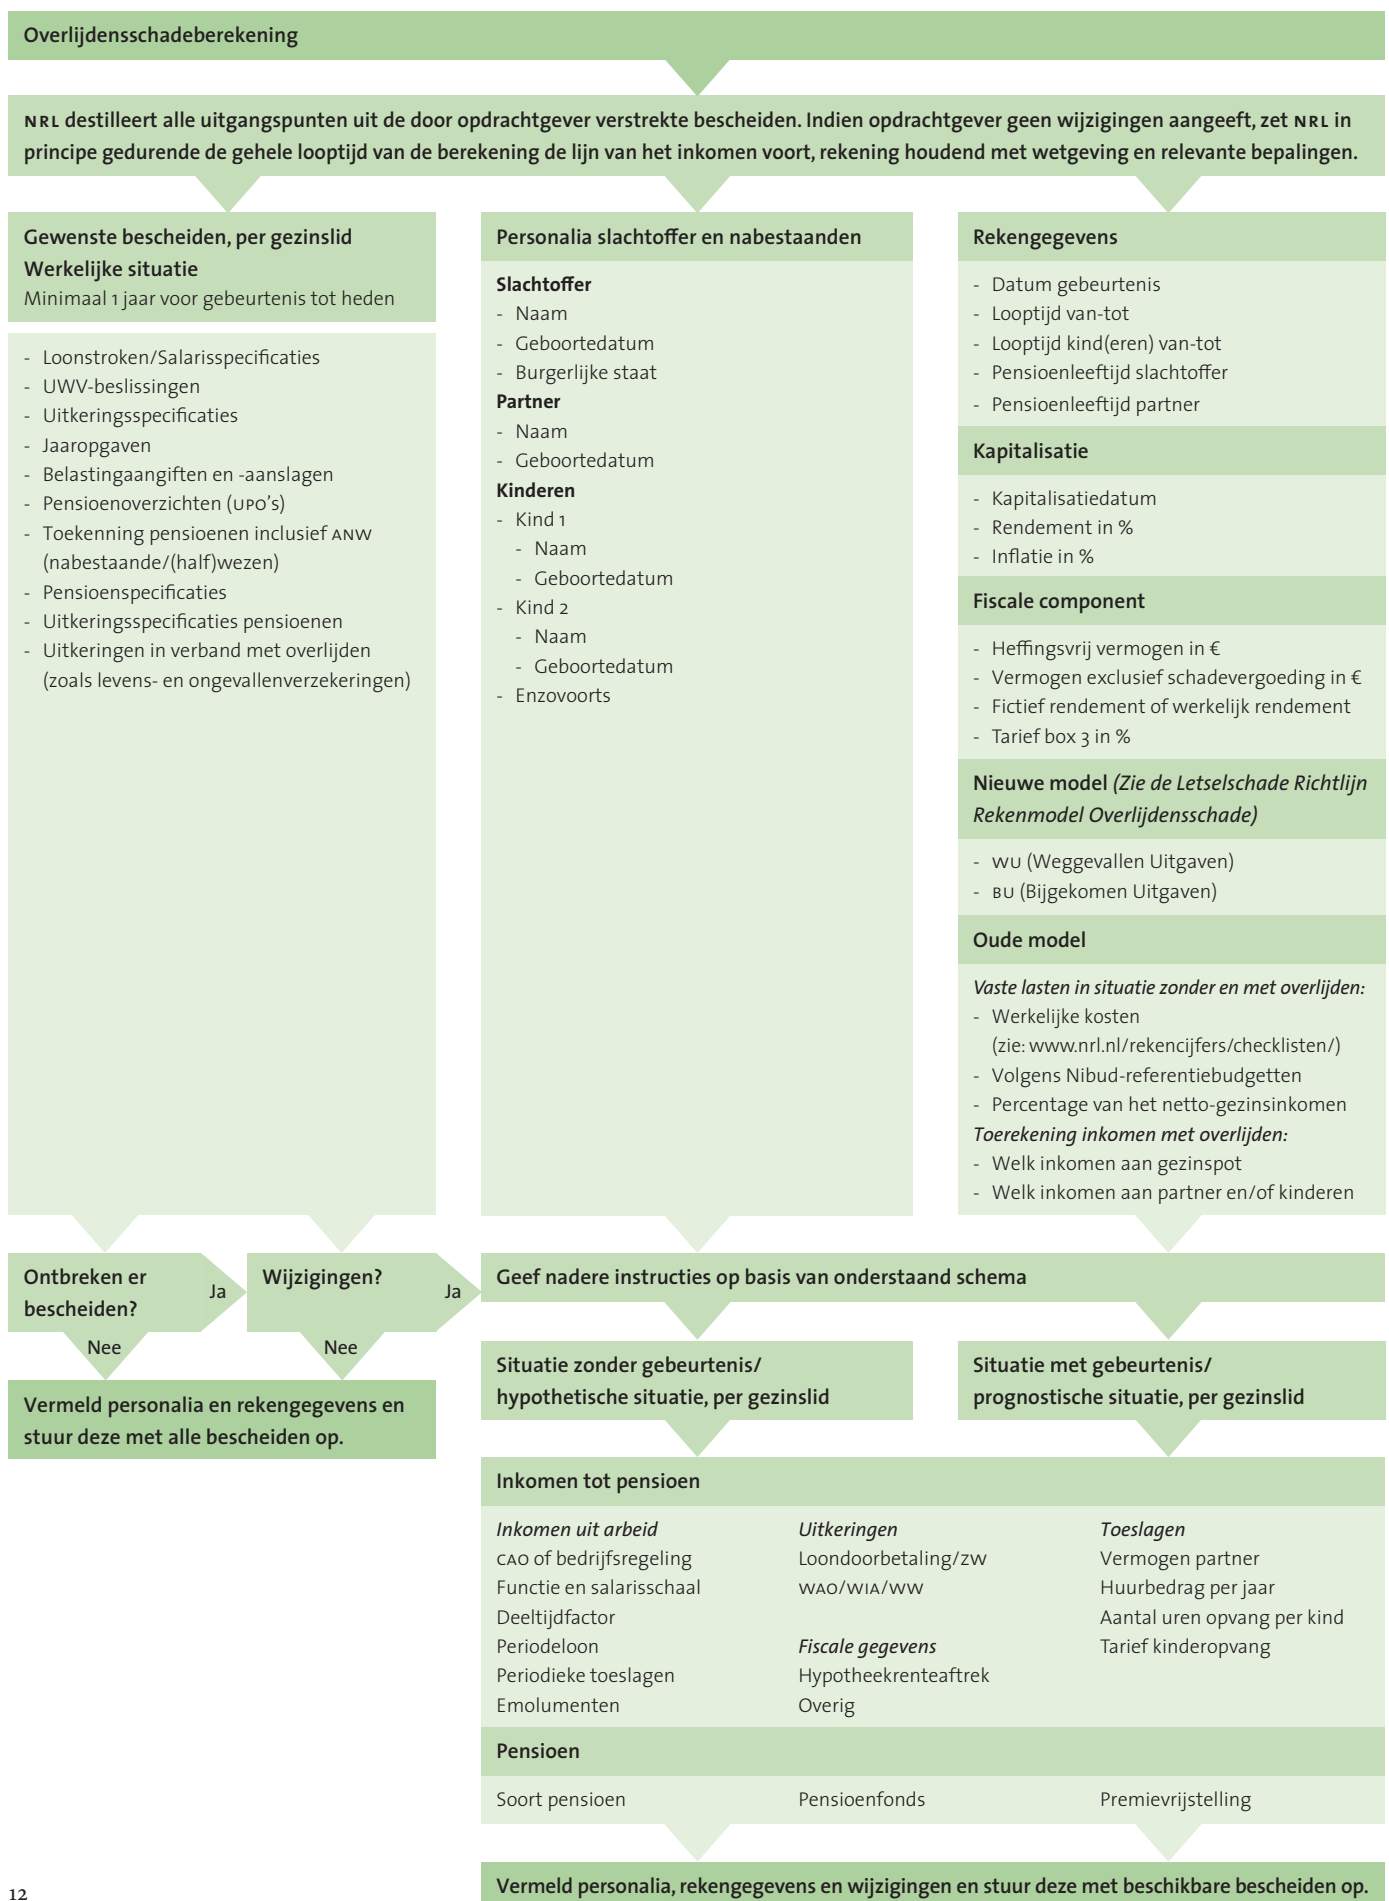 Overlijdensschadeberekening
NRL destilleert alle uitgangspunten uit de door opdrachtgever verstrekte bescheiden. Indien opdrachtgever geen wijzigingen aangeeft, zet NRL in
principe gedurende de gehele looptijd van de berekening de lijn van het inkomen voort, rekening houdend met wetgeving en relevante bepalingen.
Gewenste bescheiden, per gezinslid
Werkelijke situatie
Minimaal 1 jaar voor gebeurtenis tot heden
- Loonstroken/Salarisspecificaties
- UWV-beslissingen
- Uitkeringsspecificaties
- Jaaropgaven
- Belastingaangiften en -aanslagen
- Pensioenoverzichten (UPO's)
- Toekenning pensioenen inclusief ANW
(nabestaande/(half)wezen)
- Pensioenspecificaties
- Uitkeringsspecificaties pensioenen
- Uitkeringen in verband met overlijden
(zoals levens- en ongevallenverzekeringen)
Personalia slachtoffer en nabestaanden
Slachtoffer
- Naam
- Geboortedatum
- Burgerlijke staat
Partner
- Naam
- Geboortedatum
Kinderen
- Kind 1
- Naam
- Geboortedatum
- Kind 2
- Naam
- Geboortedatum
- Enzovoorts
Rekengegevens
- Datum gebeurtenis
- Looptijd van-tot
- Looptijd kind(eren) van-tot
- Pensioenleeftijd slachtoffer
- Pensioenleeftijd partner
Kapitalisatie
- Kapitalisatiedatum
- Rendement in %
- Inflatie in %
Fiscale component
- Heffingsvrij vermogen in €
- Vermogen exclusief schadevergoeding in €
- Fictief rendement of werkelijk rendement
- Tarief box 3 in %
Nieuwe model (Zie de Letselschade Richtlijn
Rekenmodel Overlijdensschade)
- WU (Weggevallen Uitgaven)
- BU (Bijgekomen Uitgaven)
Oude model
Vaste lasten in situatie zonder en met overlijden:
- Werkelijke kosten
(zie: www.nrl.nl/rekencijfers/checklisten/)
- Volgens Nibud-referentiebudgetten
- Percentage van het netto-gezinsinkomen
Toerekening inkomen met overlijden:
- Welk inkomen aan gezinspot
- Welk inkomen aan partner en/of kinderen
Ontbreken er
bescheiden?
Ja
Nee
Wijzigingen?
Ja
Nee
Vermeld personalia en rekengegevens en
stuur deze met alle bescheiden op.
Geef nadere instructies op basis van onderstaand schema
Situatie zonder gebeurtenis/
hypothetische situatie, per gezinslid
Situatie met gebeurtenis/
prognostische situatie, per gezinslid
Inkomen tot pensioen
Inkomen uit arbeid
CAO of bedrijfsregeling
Functie en salarisschaal
Deeltijdfactor
Periodeloon
Periodieke toeslagen
Emolumenten
Uitkeringen
Loondoorbetaling/ZW
WAO/WIA/WW
Fiscale gegevens
Hypotheekrenteaftrek
Overig
Toeslagen
Vermogen partner
Huurbedrag per jaar
Aantal uren opvang per kind
Tarief kinderopvang
Pensioen
Soort pensioen
Pensioenfonds
Premievrijstelling
Vermeld personalia, rekengegevens en wijzigingen en stuur deze met beschikbare bescheiden op.
12